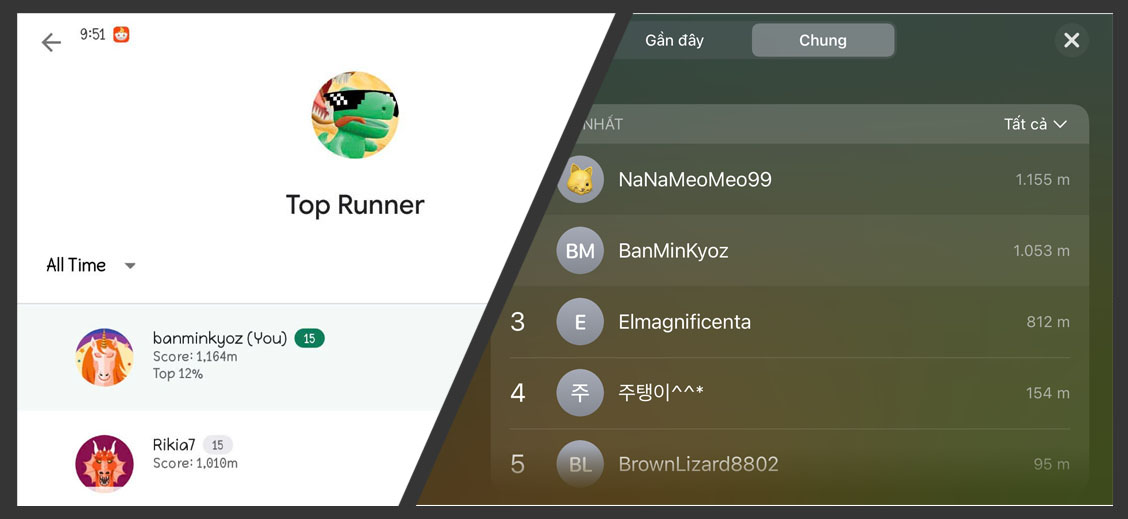 9:51
Top Runner
All Time
banminkyoz (You) 15
Score: 1,164m
Top 12%
Rikia7 15
Score: 1,010m
Gần đây
Chung
NHẤT
Tất cả
NaNaMeoMeo99 1.155 m
BM BanMinKyoz 1.053 m
3 E Elmagnificenta 812 m
4 주 주탱이^^* 154 m
5 BL BrownLizard8802 95 m